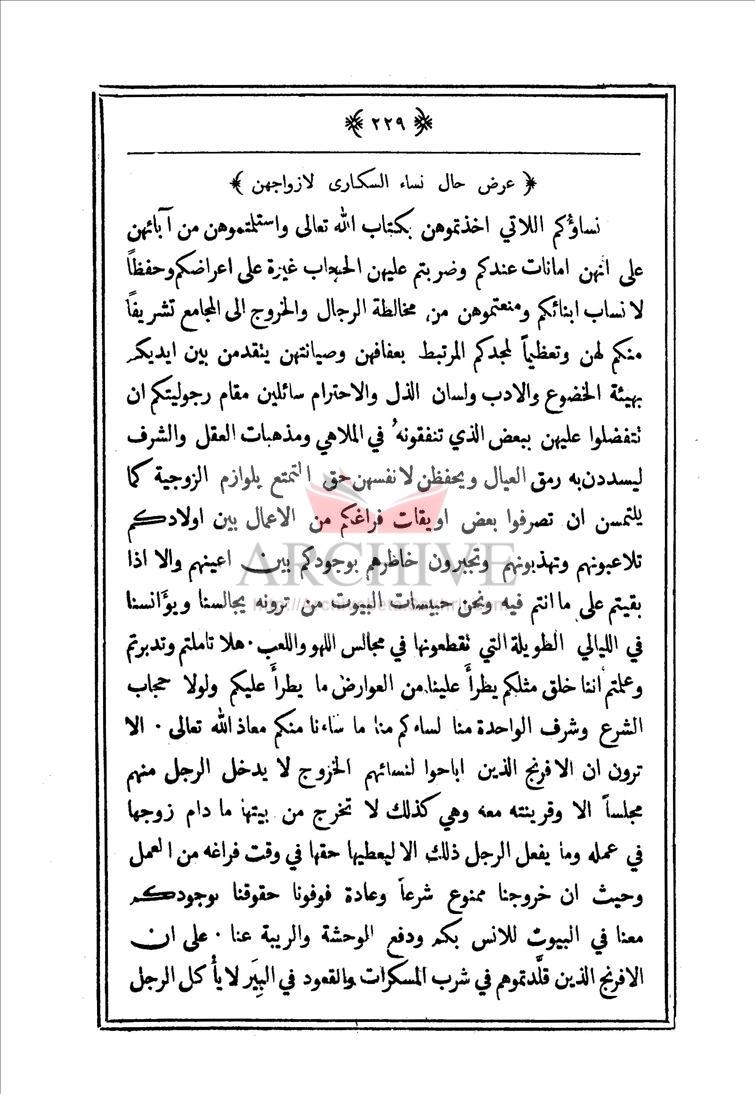 ﴿ ٢٢٩ ﴾
﴿ عرض حال نساء السكارى لازواجهن ﴾
نساؤكم اللاتي اخذتموهن بكتاب الله تعالى واستلمتموهن من آبائهن
على انهن امانات عندكم وضربتم عليهن الحجاب غيرة على اعراضكم وحفظاً
لانساب ابنائكم ومنعتموهن من مخالطة الرجال والخروج الى المجامع تشريفاً
منكم لهن وتعظيماً لمجدكم المرتبط بعفافهن وصيانتهن يتقدمن بين ايديكم
بهيئة الخضوع والادب ولسان الذل والاحترام سائلين مقام رجوليتكم ان
تتفضلوا عليهن ببعض الذي تنفقونه في الملاهي ومذهبات العقل والشرف
ليسددن به رمق العيال ويحفظن لانفسهن حق التمتع بلوازم الزوجية كما
يلتمسن ان تصرفوا بعض اويقات فراغكم من الاعمال بين اولادكم
تلاعبونهم وتهذبونهم وتجبرون خاطرهم بوجودكم بين اعينهم والا اذا
بقيتم على ما انتم فيه ونحن حبيسات البيوت من ترونه يجالسنا ويؤانسنا
في الليالي الطويلة التي تقطعونها في مجالس اللهو واللعب · هلا تاملتم وتدبرتم
وعلمتم أننا خلق مثلكم يطرأ علينا من العوارض ما يطرأ عليكم ولولا حجاب
الشرع وشرف الواحدة منا لساءكم منا ما ساءنا منكم معاذ الله تعالى · الا
ترون ان الافرنج الذين اباحوا لنسائهم الخروج لا يدخل الرجل منهم
مجلساً الا وقرينته معه وهي كذلك لا تخرج من بيتها ما دام زوجها
في عمله وما يفعل الرجل ذلك الا ليعطيها حقها في وقت فراغه من العمل
وحيث ان خروجنا ممنوع شرعاً وعادة فوفونا حقوقنا بوجودكم
معنا في البيوت للانس بكم ودفع الوحشة والريبة عنا · على ان
الافرنج الذين قلدتموهم في شرب المسكرات والقعود في البِيَر لا يأكل الرجل
ARCHIVE